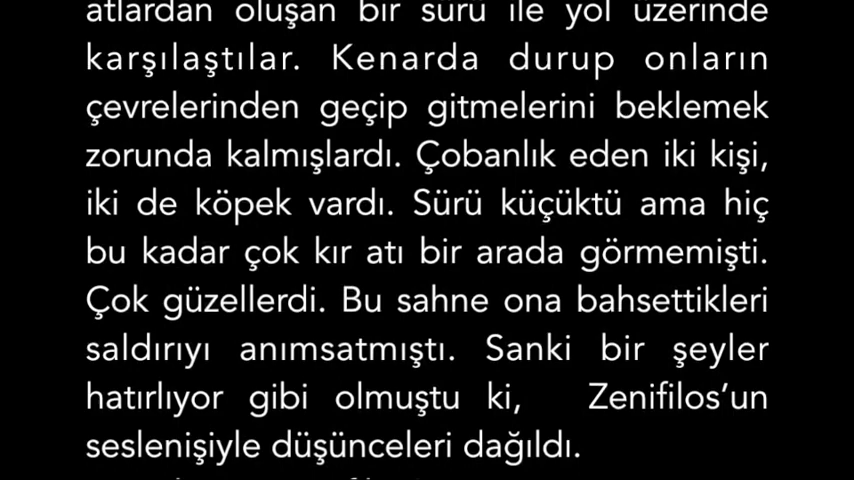 atlardan oluşan bir sürü ile yol üzerinde
karşılaştılar. Kenarda durup onların
çevrelerinden geçip gitmelerini beklemek
zorunda kalmışlardı. Çobanlık eden iki kişi,
iki de köpek vardı. Sürü küçüktü ama hiç
bu kadar çok kır atı bir arada görmemişti.
Çok güzellerdi. Bu sahne ona bahsettikleri
saldırıyı anımsatmıştı. Sanki bir şeyler
hatırlıyor gibi olmuştu ki, Zenifilos’un
seslenişiyle düşünceleri dağıldı.